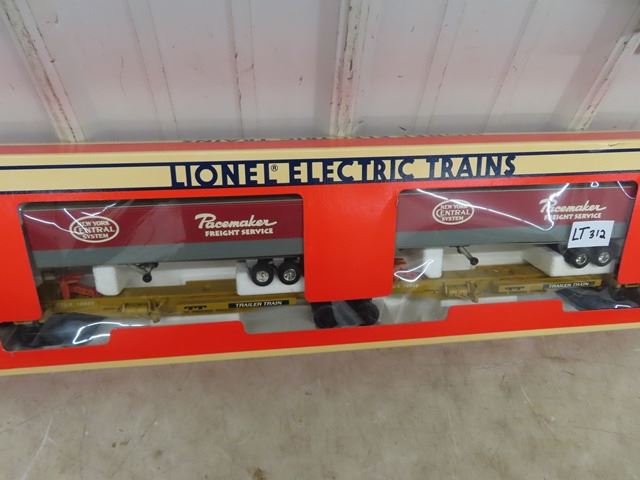 LIONEL® ELECTRIC TRAINS
NEW YORK
CENTRAL
SYSTEM
Pacemaker
FREIGHT SERVICE
NEW YORK
CENTRAL
SYSTEM
Pacemaker
FREIGHT SERVICE
LT 312
TRAILER TRAIN
TRAILER TRAIN